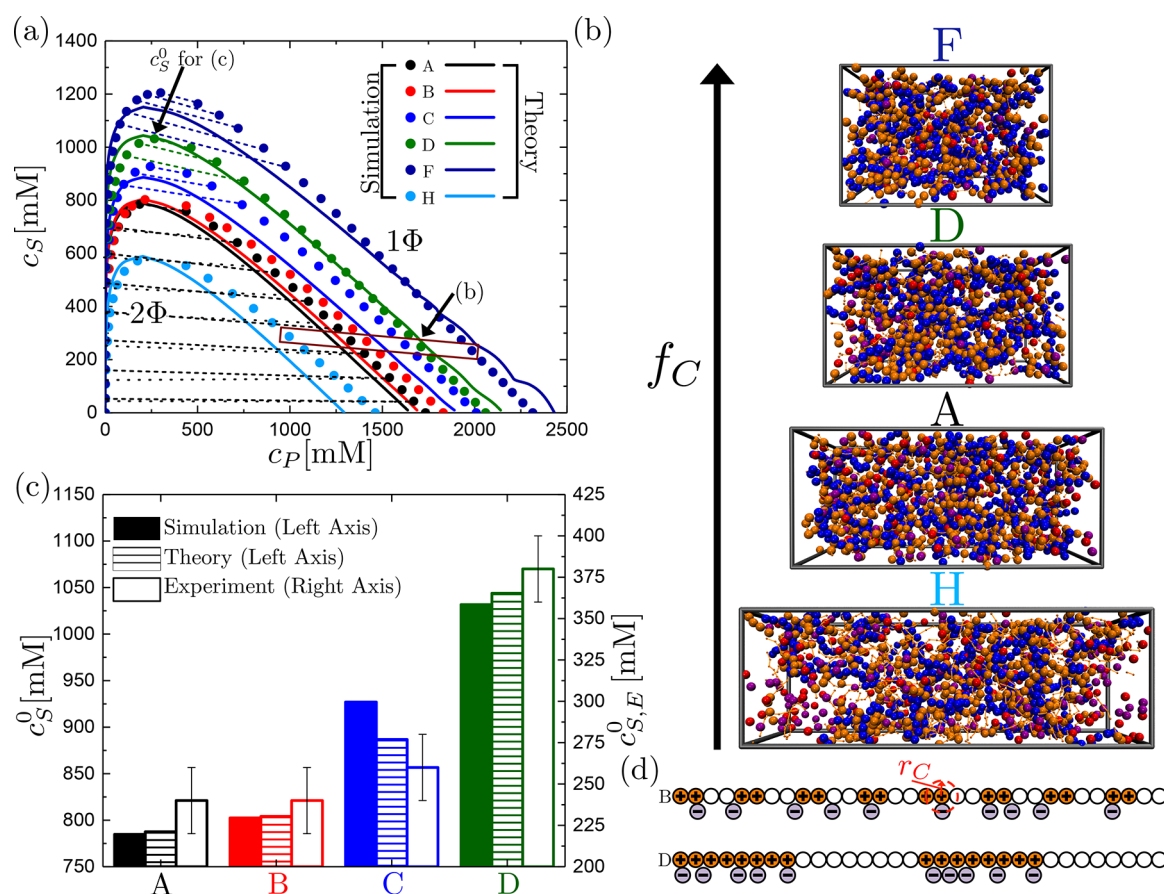 (a)
1400
1200
1000
800
600
400
200
0
c_S[mM]
c_S^0 for (c)
Simulation
A
B
C
D
F
H
Theory
1Φ
2Φ
(b)
0 500 1000 1500 2000 2500
c_P[mM]
(b)
f_C
F
D
A
H
(c)
1150
1100
1050
1000
950
900
850
800
750
c_S^0[mM]
Simulation (Left Axis)
Theory (Left Axis)
Experiment (Right Axis)
425
400
375
350
325
300
275
250
225
200
c_{S,E}^0 [mM]
A B C D
(d)
r_C
B
D